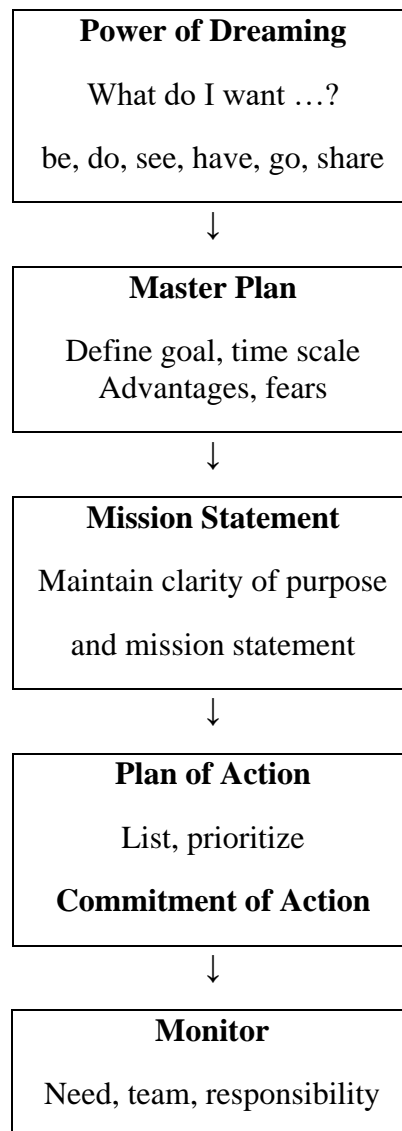 Power of Dreaming
What do I want …?
be, do, see, have, go, share
↓
Master Plan
Define goal, time scale
Advantages, fears
↓
Mission Statement
Maintain clarity of purpose
and mission statement
↓
Plan of Action
List, prioritize
Commitment of Action
↓
Monitor
Need, team, responsibility